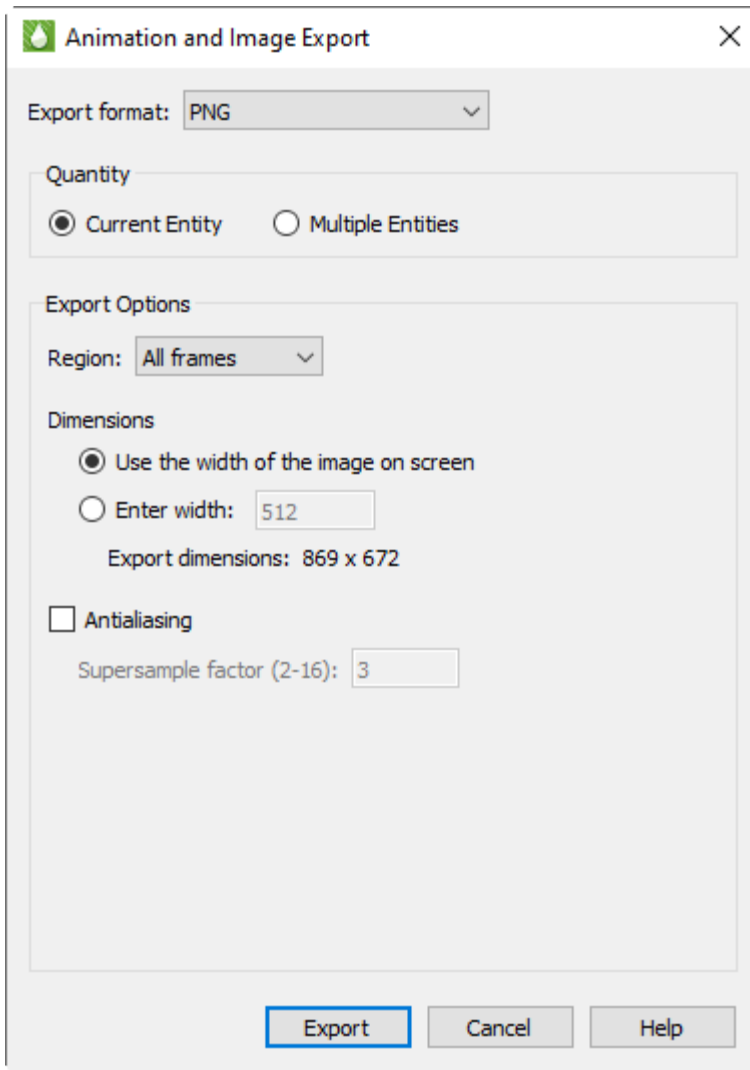 Animation and Image Export
Export format: PNG
Quantity
Current Entity Multiple Entities
Export Options
Region: All frames
Dimensions
Use the width of the image on screen
Enter width: 512
Export dimensions: 869 x 672
Antialiasing
Supersample factor (2-16): 3
Export Cancel Help